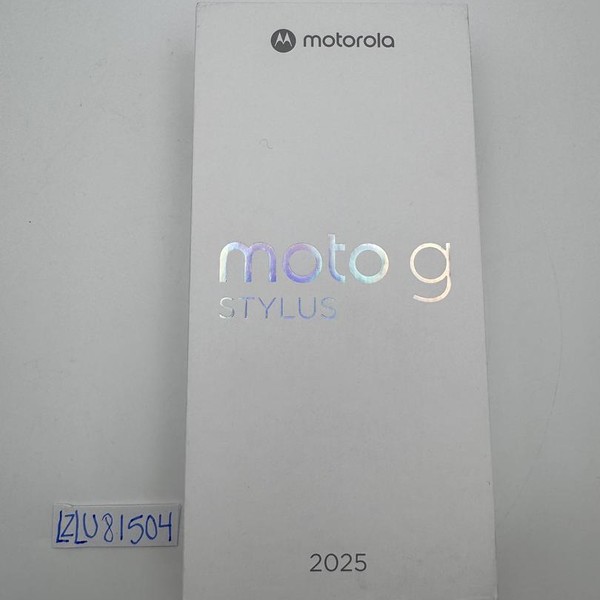 motorola
moto g
STYLUS
LZLU81504
2025